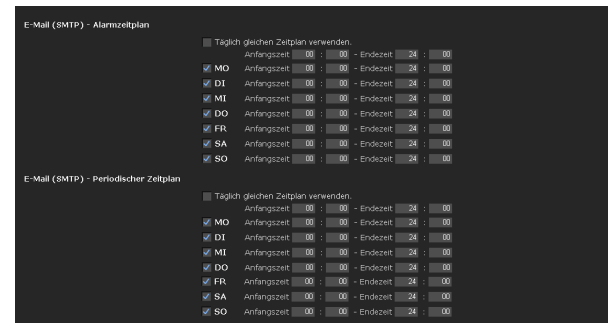 E-Mail (SMTP) - Alarmzeitplan
Täglich gleichen Zeitplan verwenden.
Anfangszeit 00 : 00 - Endezeit 24 : 00
MO Anfangszeit 00 : 00 - Endezeit 24 : 00
DI Anfangszeit 00 : 00 - Endezeit 24 : 00
MI Anfangszeit 00 : 00 - Endezeit 24 : 00
DO Anfangszeit 00 : 00 - Endezeit 24 : 00
FR Anfangszeit 00 : 00 - Endezeit 24 : 00
SA Anfangszeit 00 : 00 - Endezeit 24 : 00
SO Anfangszeit 00 : 00 - Endezeit 24 : 00
E-Mail (SMTP) - Periodischer Zeitplan
Täglich gleichen Zeitplan verwenden.
Anfangszeit 00 : 00 - Endezeit 24 : 00
MO Anfangszeit 00 : 00 - Endezeit 24 : 00
DI Anfangszeit 00 : 00 - Endezeit 24 : 00
MI Anfangszeit 00 : 00 - Endezeit 24 : 00
DO Anfangszeit 00 : 00 - Endezeit 24 : 00
FR Anfangszeit 00 : 00 - Endezeit 24 : 00
SA Anfangszeit 00 : 00 - Endezeit 24 : 00
SO Anfangszeit 00 : 00 - Endezeit 24 : 00